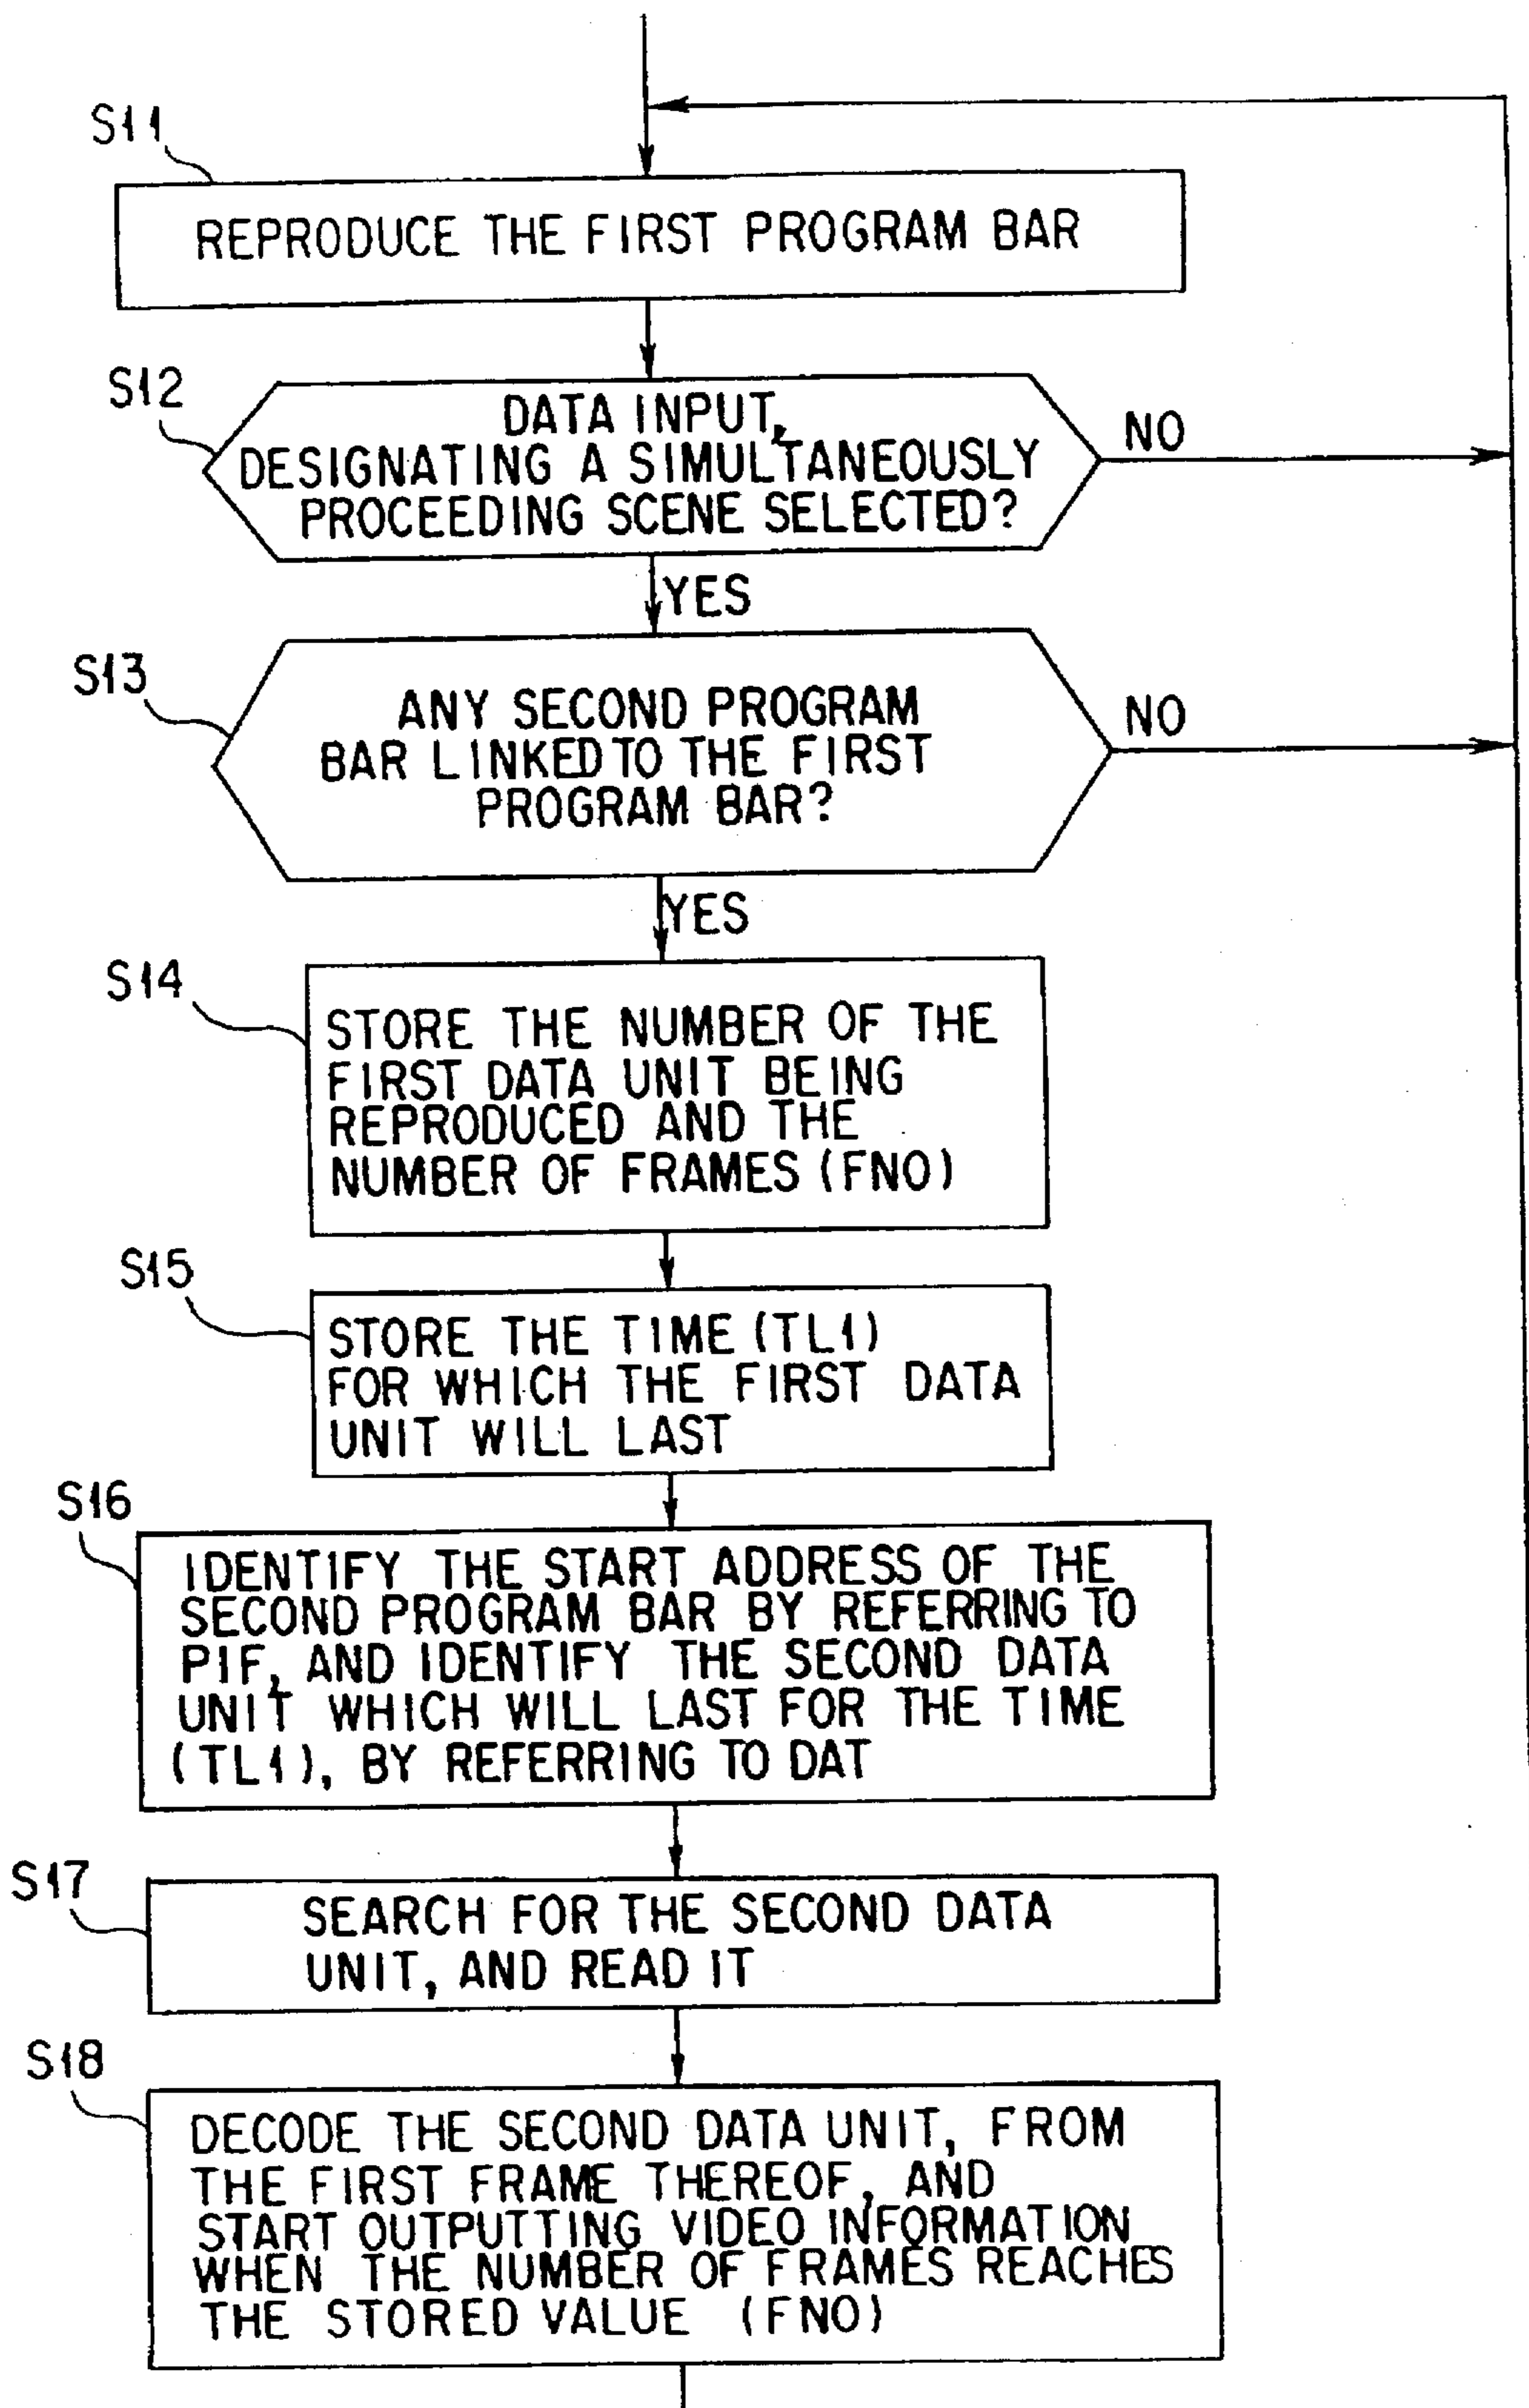 S11
REPRODUCE THE FIRST PROGRAM BAR
S12
DATA INPUT,
DESIGNATING A SIMULTANEOUSLY
PROCEEDING SCENE SELECTED?
NO
YES
S13
ANY SECOND PROGRAM
BAR LINKED TO THE FIRST
PROGRAM BAR?
NO
YES
S14
STORE THE NUMBER OF THE
FIRST DATA UNIT BEING
REPRODUCED AND THE
NUMBER OF FRAMES (FNO)
S15
STORE THE TIME (TL1)
FOR WHICH THE FIRST DATA
UNIT WILL LAST
S16
IDENTIFY THE START ADDRESS OF THE
SECOND PROGRAM BAR BY REFERRING TO
PIF, AND IDENTIFY THE SECOND DATA
UNIT WHICH WILL LAST FOR THE TIME
(TL1), BY REFERRING TO DAT
S17
SEARCH FOR THE SECOND DATA
UNIT, AND READ IT
S18
DECODE THE SECOND DATA UNIT, FROM
THE FIRST FRAME THEREOF, AND
START OUTPUTTING VIDEO INFORMATION
WHEN THE NUMBER OF FRAMES REACHES
THE STORED VALUE (FNO)